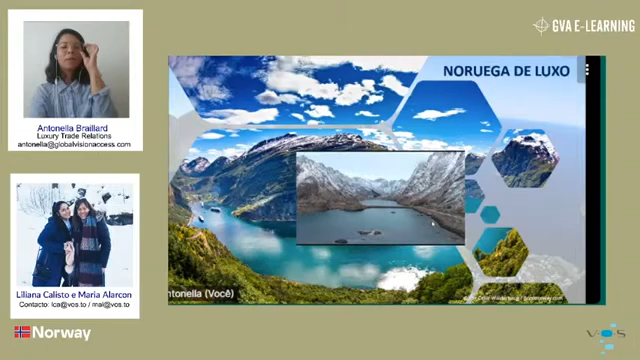 GVA E-LEARNING
NORUEGA DE LUXO
Antonella Braillard
Luxury Trade Relations
antonella@globalvisionaccess.com
Liliana Calisto e Maria Alarcon
Contacto: lca@vos.to / mal@vos.to
ntonella (Você)
Norway
VOS